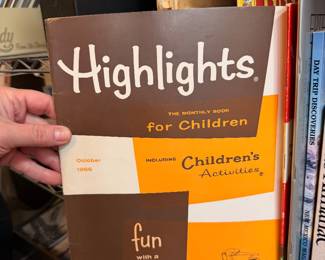 Highlights®
THE MONTHLY BOOK
for Children
October
1966
INCLUDING
Children's
Activities®
fun
with a
DAY TRIP DISCOVERIES